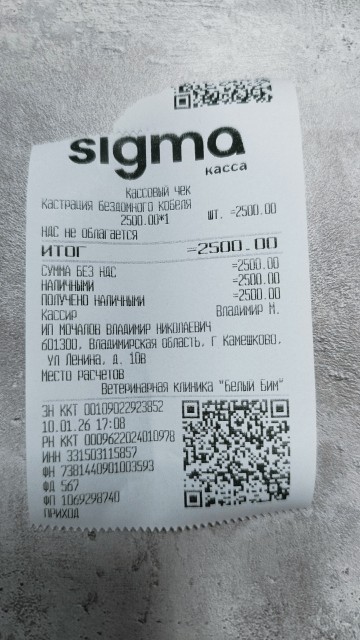 sigma
касса
Кассовый чек
Кастрация бездомного кобеля
2500.00*1 шт. =2500.00
НДС не облагается
ИТОГ =2500.00
СУММА БЕЗ НДС =2500.00
НАЛИЧНЫМИ =2500.00
ПОЛУЧЕНО НАЛИЧНЫМИ =2500.00
Кассир Владимир М.
ИП МОЧАЛОВ ВЛАДИМИР НИКОЛАЕВИЧ
601300, Владимирская область, г Камешково,
ул Ленина, д. 10в
Место расчетов
Ветеринарная клиника "Белый Бим"
ЗН ККТ 00109022923852
10.01.26 17:08
РН ККТ 0009622024010978
ИНН 331503115857
ФН 7381440901003593
ФД 567
ФП 1069298740
ПРИХОД